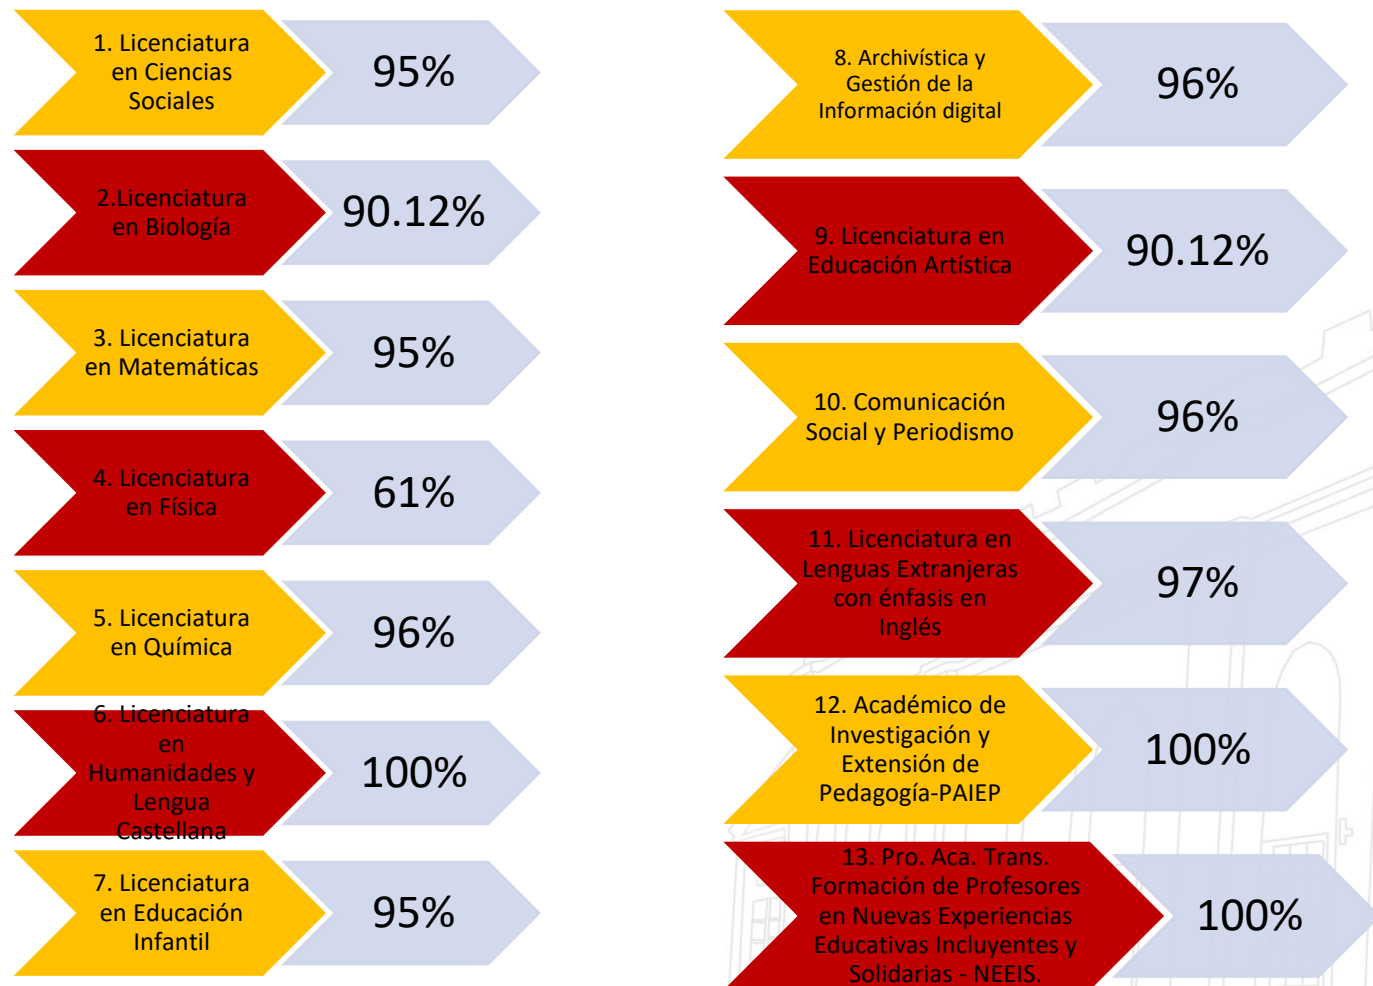 1. Licenciatura
en Ciencias
Sociales
95%
2.Licenciatura
en Biología
90.12%
3. Licenciatura
en Matemáticas
95%
4. Licenciatura
en Física
61%
5. Licenciatura
en Química
96%
6. Licenciatura
en
Humanidades y
Lengua
Castellana
100%
7. Licenciatura
en Educación
Infantil
95%
8. Archivística y
Gestión de la
Información digital
96%
9. Licenciatura en
Educación Artística
90.12%
10. Comunicación
Social y Periodismo
96%
11. Licenciatura en
Lenguas Extranjeras
con énfasis en
Inglés
97%
12. Académico de
Investigación y
Extensión de
Pedagogía-PAIEP
100%
13. Pro. Aca. Trans.
Formación de Profesores
en Nuevas Experiencias
Educativas Incluyentes y
Solidarias - NEEIS.
100%